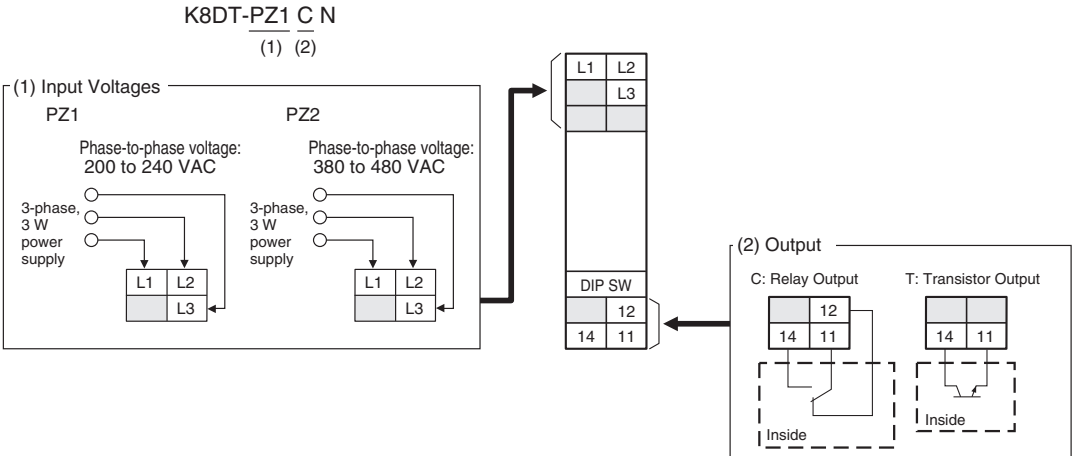 K8DT-PZ1 C N
(1) (2)
(1) Input Voltages
PZ1
Phase-to-phase voltage:
200 to 240 VAC
3-phase,
3 W
power
supply
L1 L2
L3
PZ2
Phase-to-phase voltage:
380 to 480 VAC
3-phase,
3 W
power
supply
L1 L2
L3
L1 L2
L3
DIP SW
12
14 11
(2) Output
C: Relay Output
12
14 11
Inside
T: Transistor Output
14 11
Inside